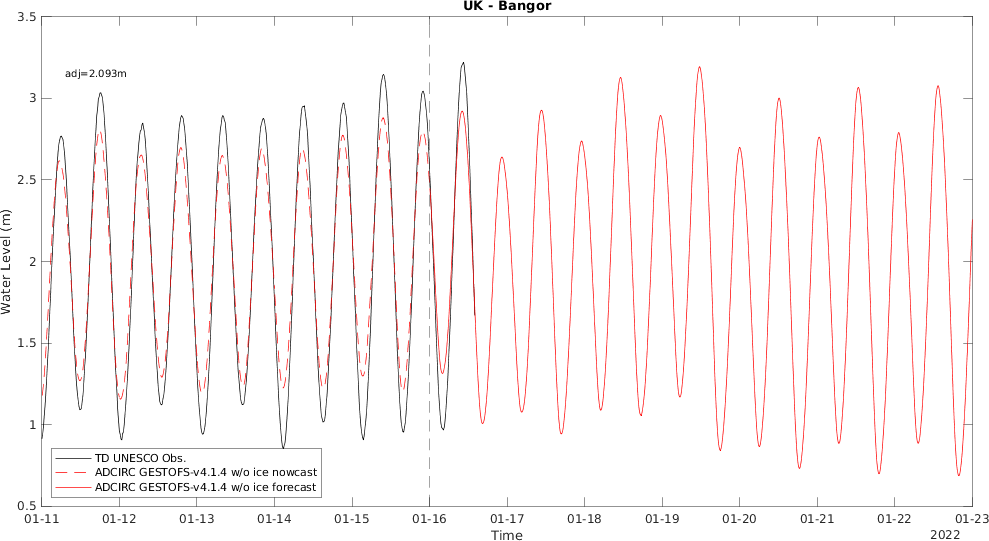 UK - Bangor
3.5
3
2.5
2
1.5
1
0.5
Water Level (m)
adj=2.093m
TD UNESCO Obs.
ADCIRC GESTOFS-v4.1.4 w/o ice nowcast
ADCIRC GESTOFS-v4.1.4 w/o ice forecast
01-11 01-12 01-13 01-14 01-15 01-16 01-17 01-18 01-19 01-20 01-21 01-22 01-23
Time
2022